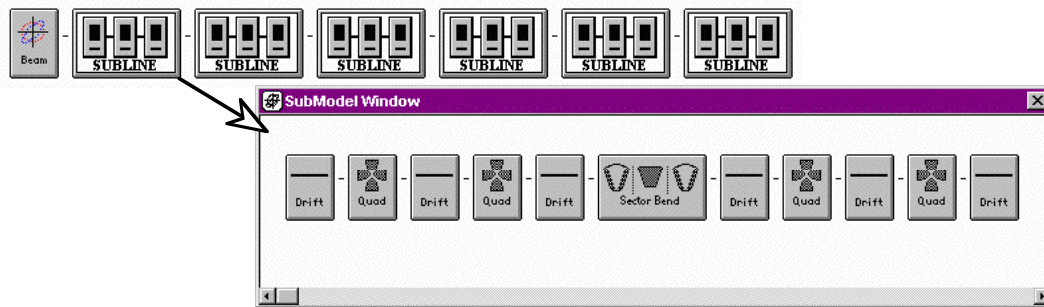 Beam
SUBLINE SUBLINE SUBLINE SUBLINE SUBLINE SUBLINE
SubModel Window
Drift Quad Drift Quad Drift Sector Bend Drift Quad Drift Quad Drift